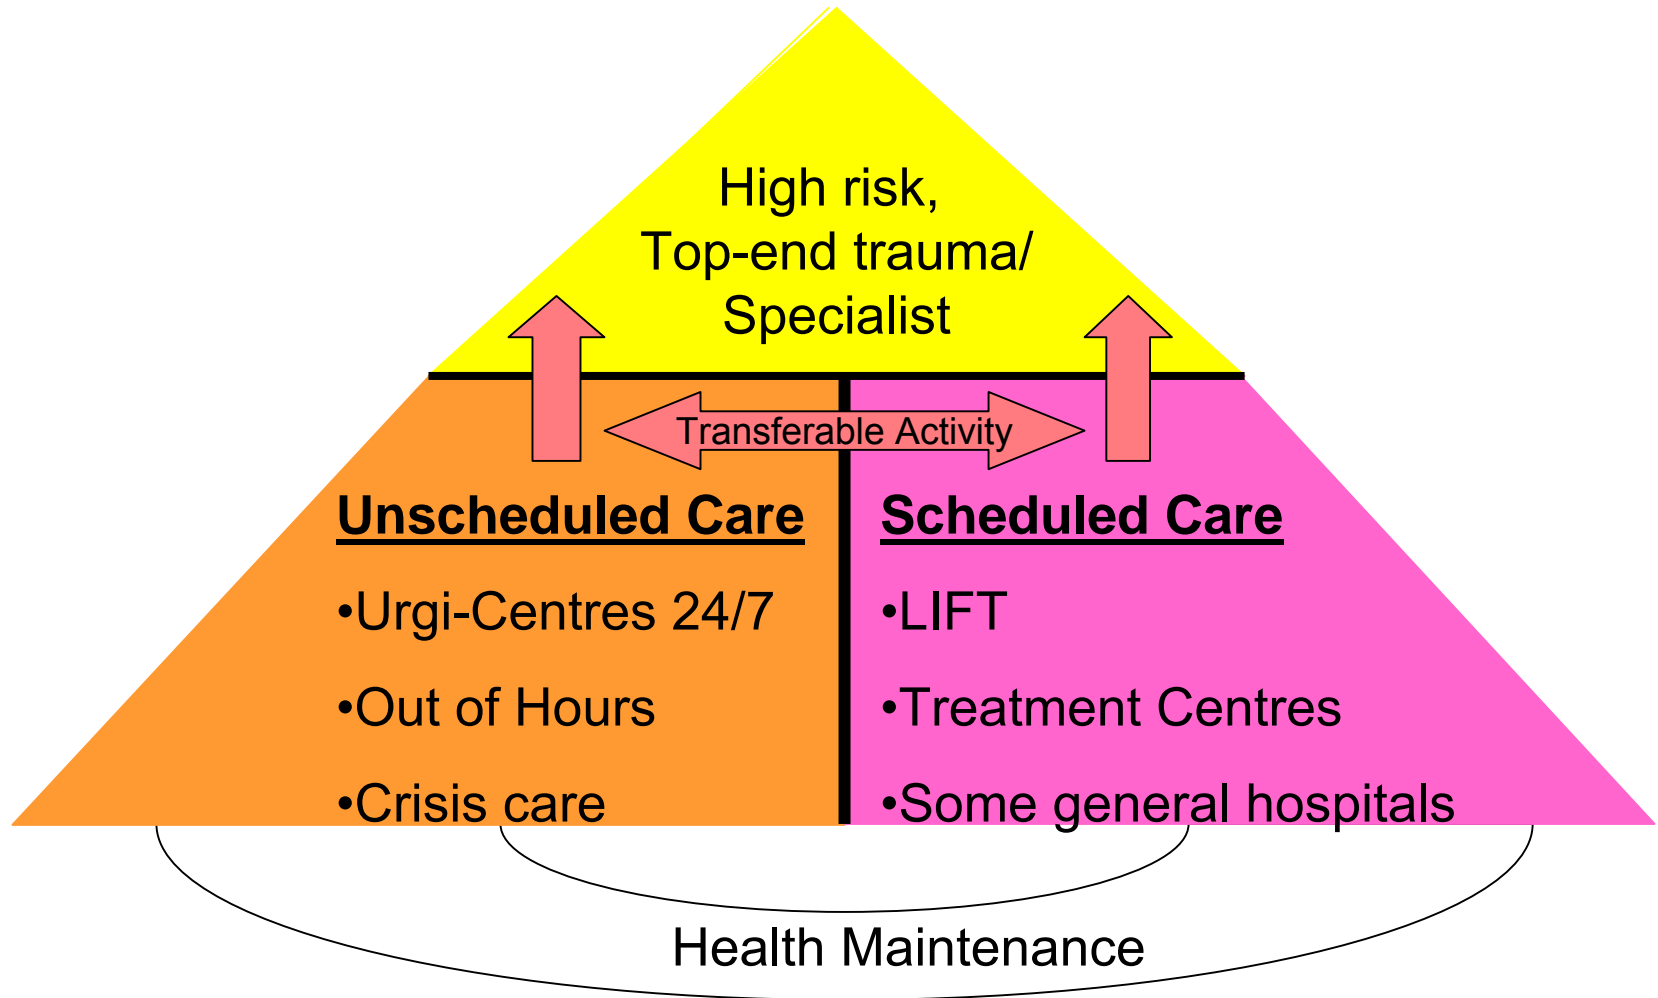 High risk,
Top-end trauma/
Specialist
Transferable Activity
Unscheduled Care
•Urgi-Centres 24/7
•Out of Hours
•Crisis care
Scheduled Care
•LIFT
•Treatment Centres
•Some general hospitals
Health Maintenance